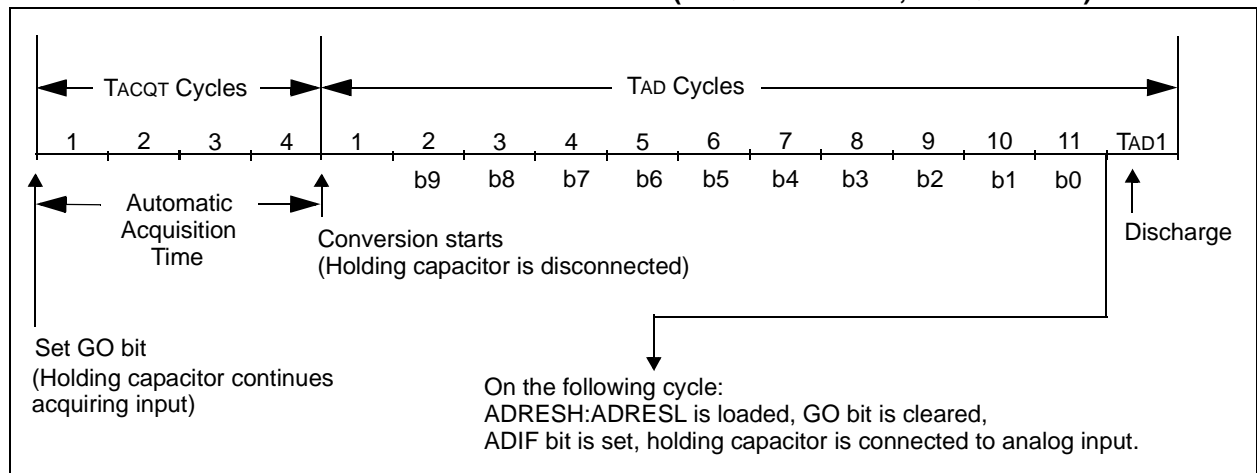 TACQT Cycles
TAD Cycles
1 2 3 4 1 2 3 4 5 6 7 8 9 10 11 TAD1
b9 b8 b7 b6 b5 b4 b3 b2 b1 b0
Automatic
Acquisition
Time
Conversion starts
(Holding capacitor is disconnected)
Discharge
Set GO bit
(Holding capacitor continues
acquiring input)
On the following cycle:
ADRESH:ADRESL is loaded, GO bit is cleared,
ADIF bit is set, holding capacitor is connected to analog input.